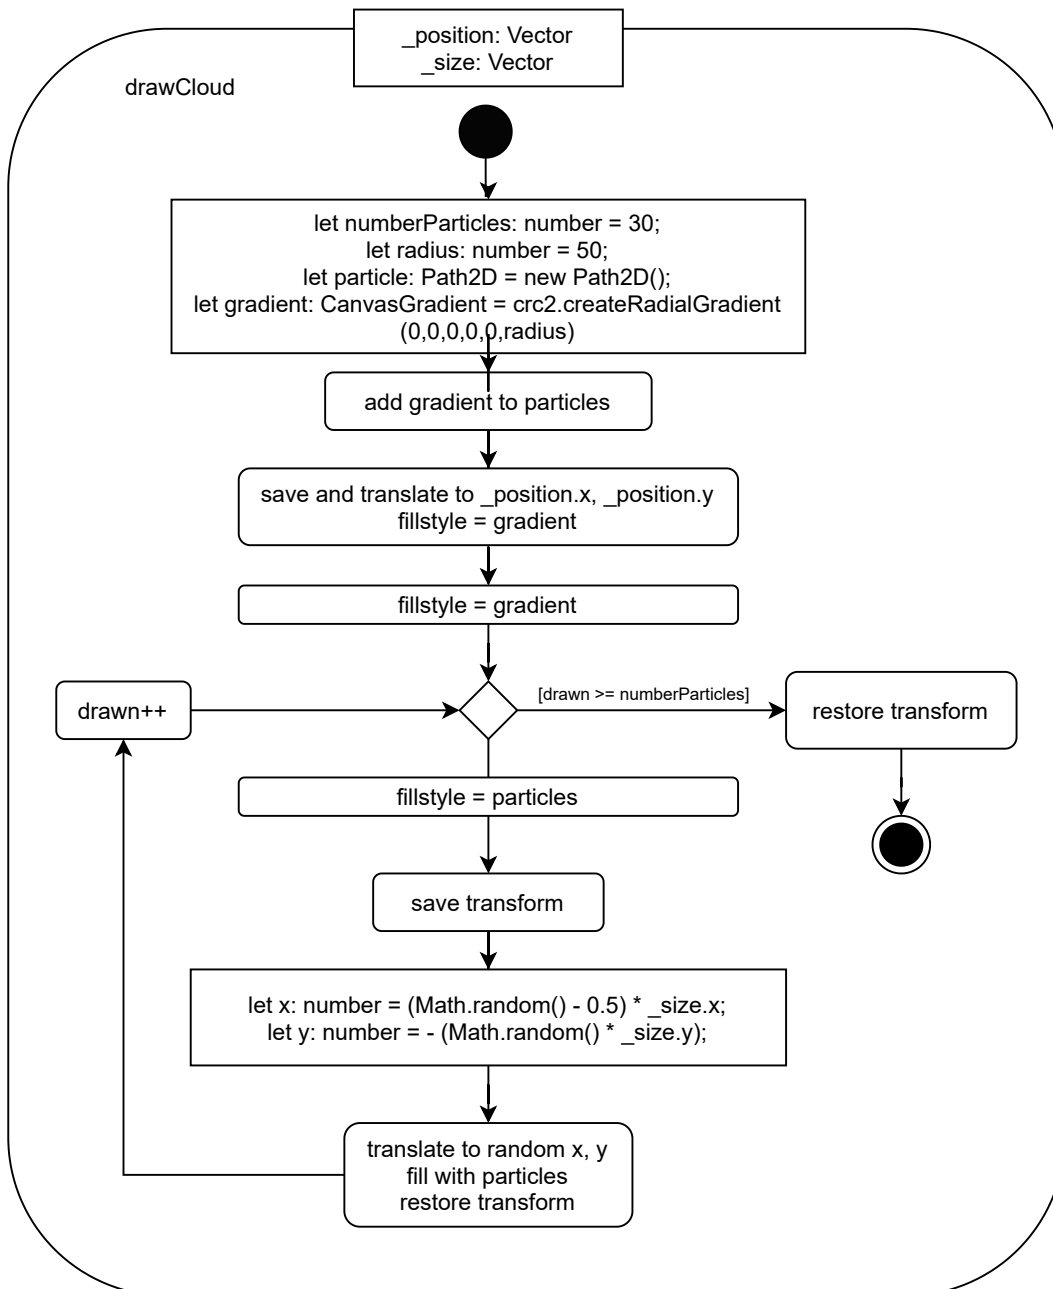 _position: Vector
_size: Vector
drawCloud
let numberParticles: number = 30;
let radius: number = 50;
let particle: Path2D = new Path2D();
let gradient: CanvasGradient = crc2.createRadialGradient
(0,0,0,0,0,radius)
add gradient to particles
save and translate to _position.x, _position.y
fillstyle = gradient
fillstyle = gradient
drawn++
[drawn >= numberParticles]
restore transform
fillstyle = particles
save transform
let x: number = (Math.random() - 0.5) * _size.x;
let y: number = - (Math.random() * _size.y);
translate to random x, y
fill with particles
restore transform